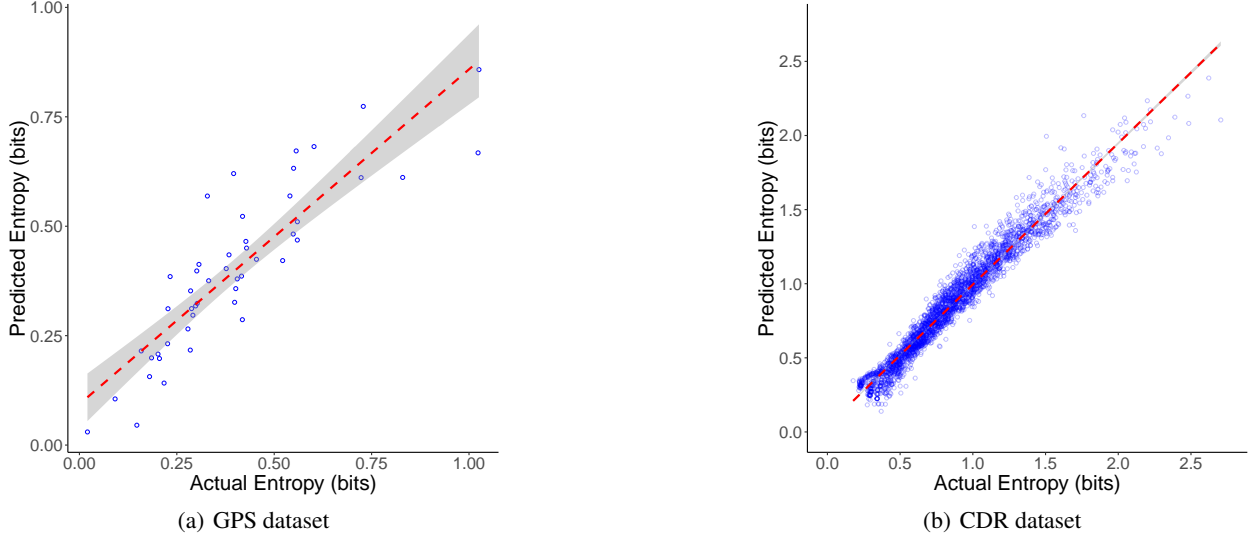 1.00
0.75
0.50
0.25
0.00
Predicted Entropy (bits)
0.00 0.25 0.50 0.75 1.00
Actual Entropy (bits)
(a) GPS dataset
2.5
2.0
1.5
1.0
0.5
0.0
Predicted Entropy (bits)
0.0 0.5 1.0 1.5 2.0 2.5
Actual Entropy (bits)
(b) CDR dataset